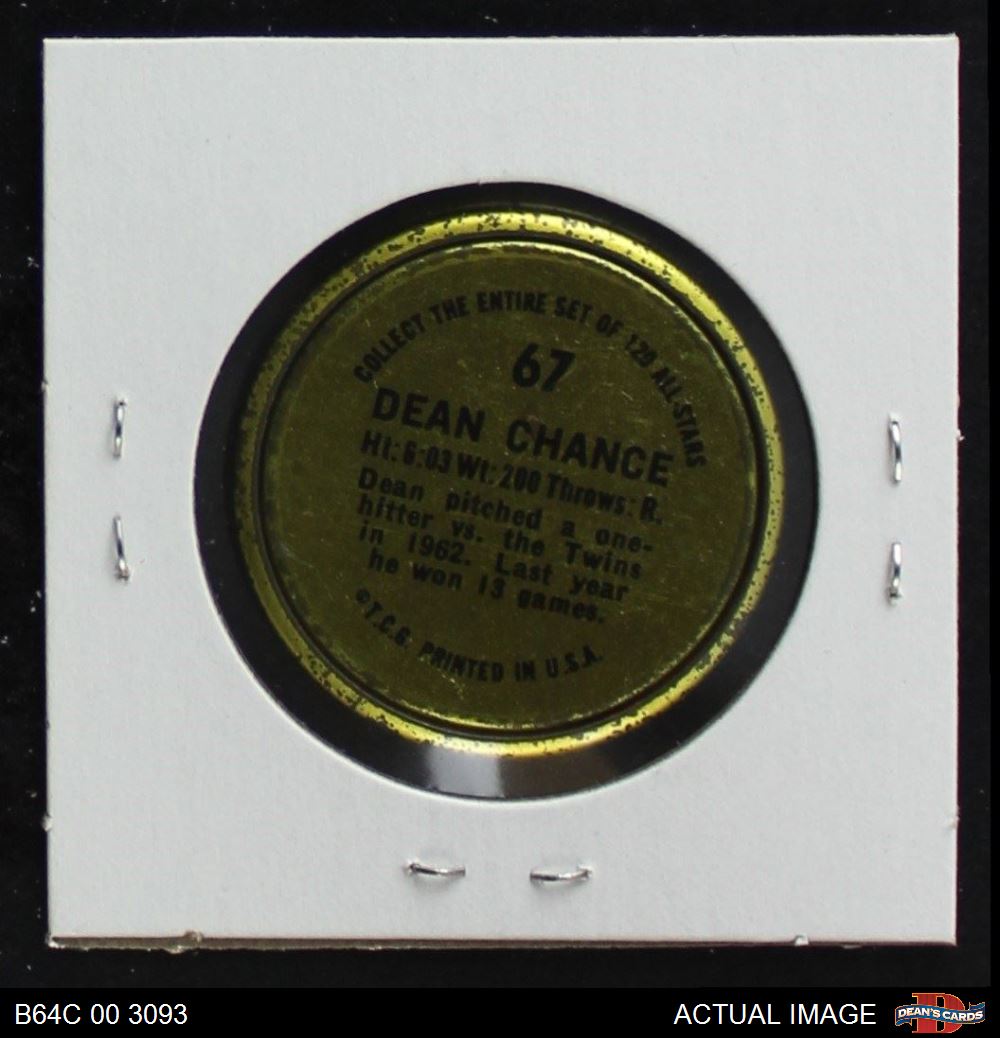 COLLECT THE ENTIRE SET OF 120 ALL-STARS
67
DEAN CHANCE
Ht: 6:03 Wt: 200 Throws: R.
Dean pitched a one-
hitter vs. the Twins
in 1962. Last year
he won 13 games.
©T.C.G. PRINTED IN U.S.A.
B64C 00 3093
ACTUAL IMAGE
D
DEAN'S CARDS